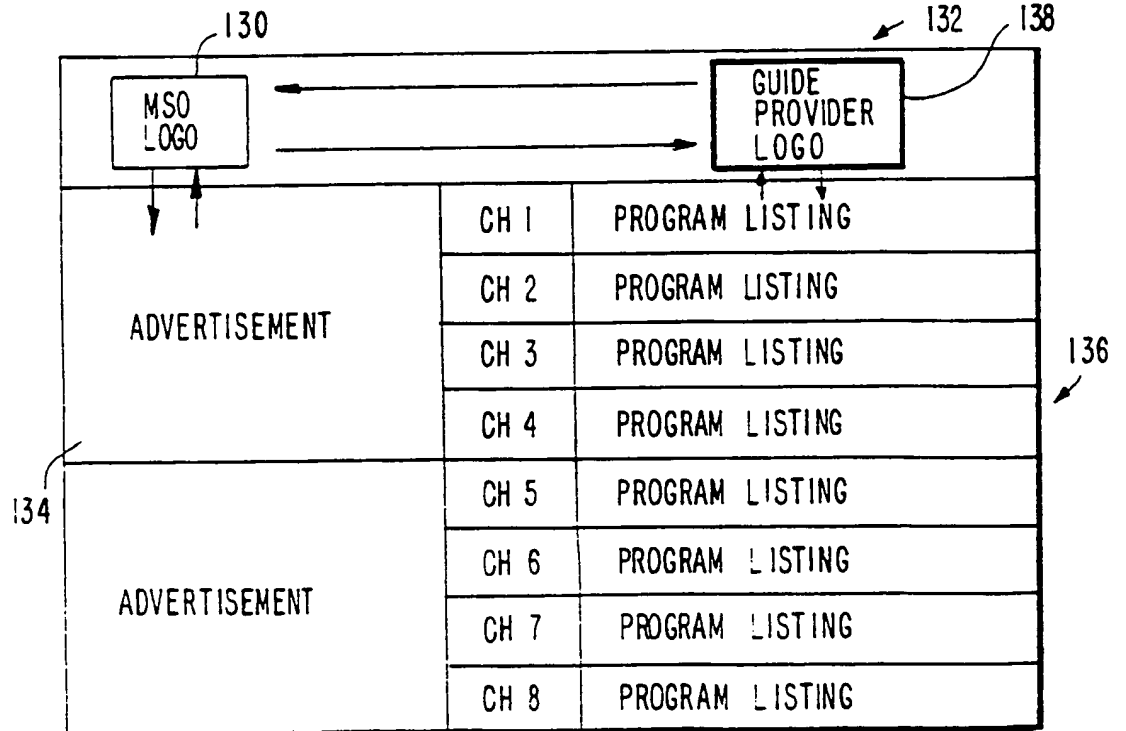 130
132
138
MSO
LOGO
GUIDE
PROVIDER
LOGO
CH 1 PROGRAM LISTING
CH 2 PROGRAM LISTING
ADVERTISEMENT
CH 3 PROGRAM LISTING
136
CH 4 PROGRAM LISTING
134
CH 5 PROGRAM LISTING
CH 6 PROGRAM LISTING
ADVERTISEMENT
CH 7 PROGRAM LISTING
CH 8 PROGRAM LISTING